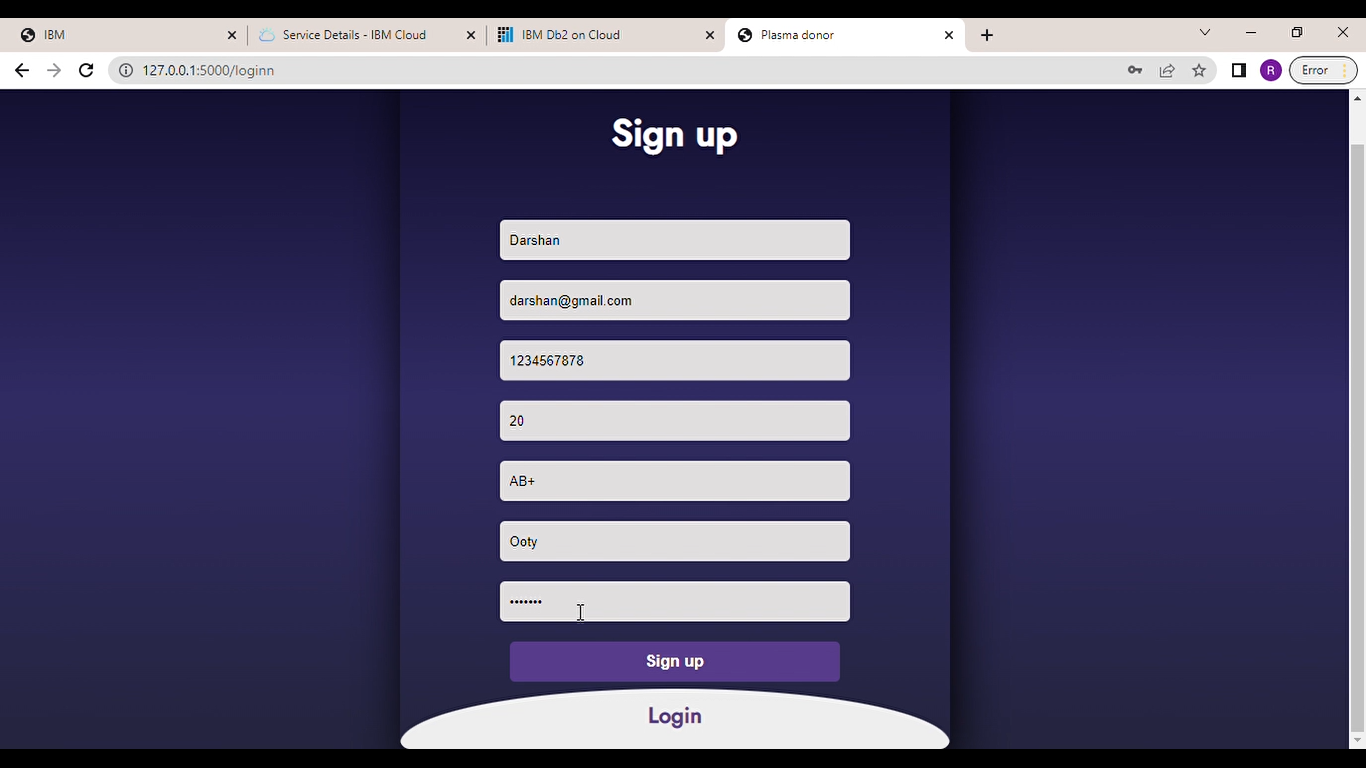 IBM
Service Details - IBM Cloud
IBM Db2 on Cloud
Plasma donor
127.0.0.1:5000/loginn
R
Error
Sign up
Darshan
darshan@gmail.com
1234567878
20
AB+
Ooty
•••••••
Sign up
Login